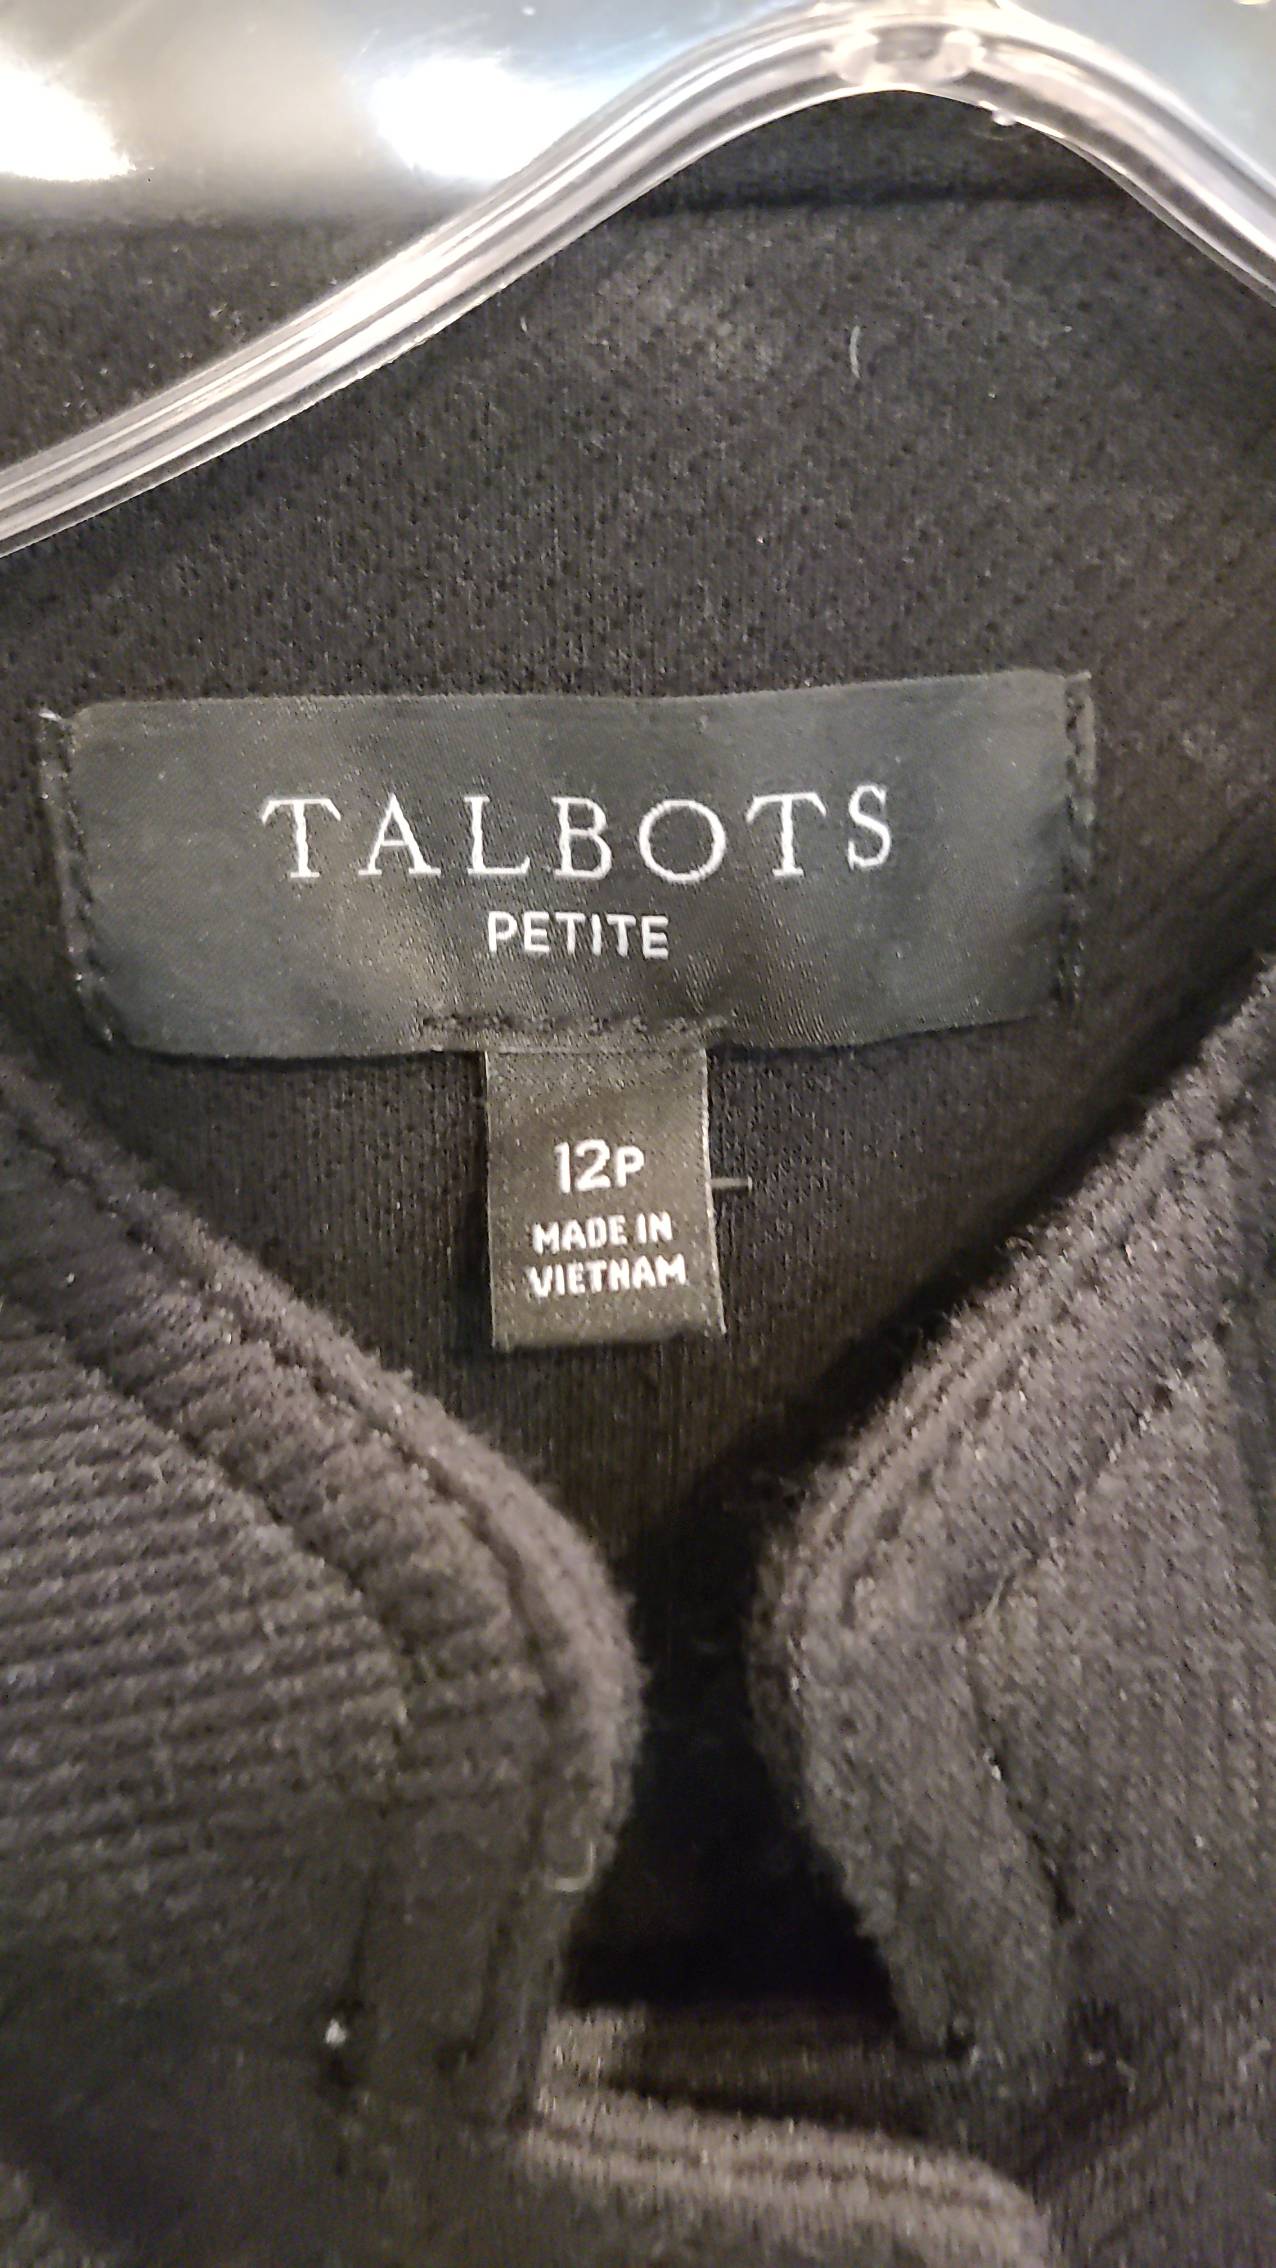 TALBOTS
PETITE
12P
MADE IN
VIETNAM